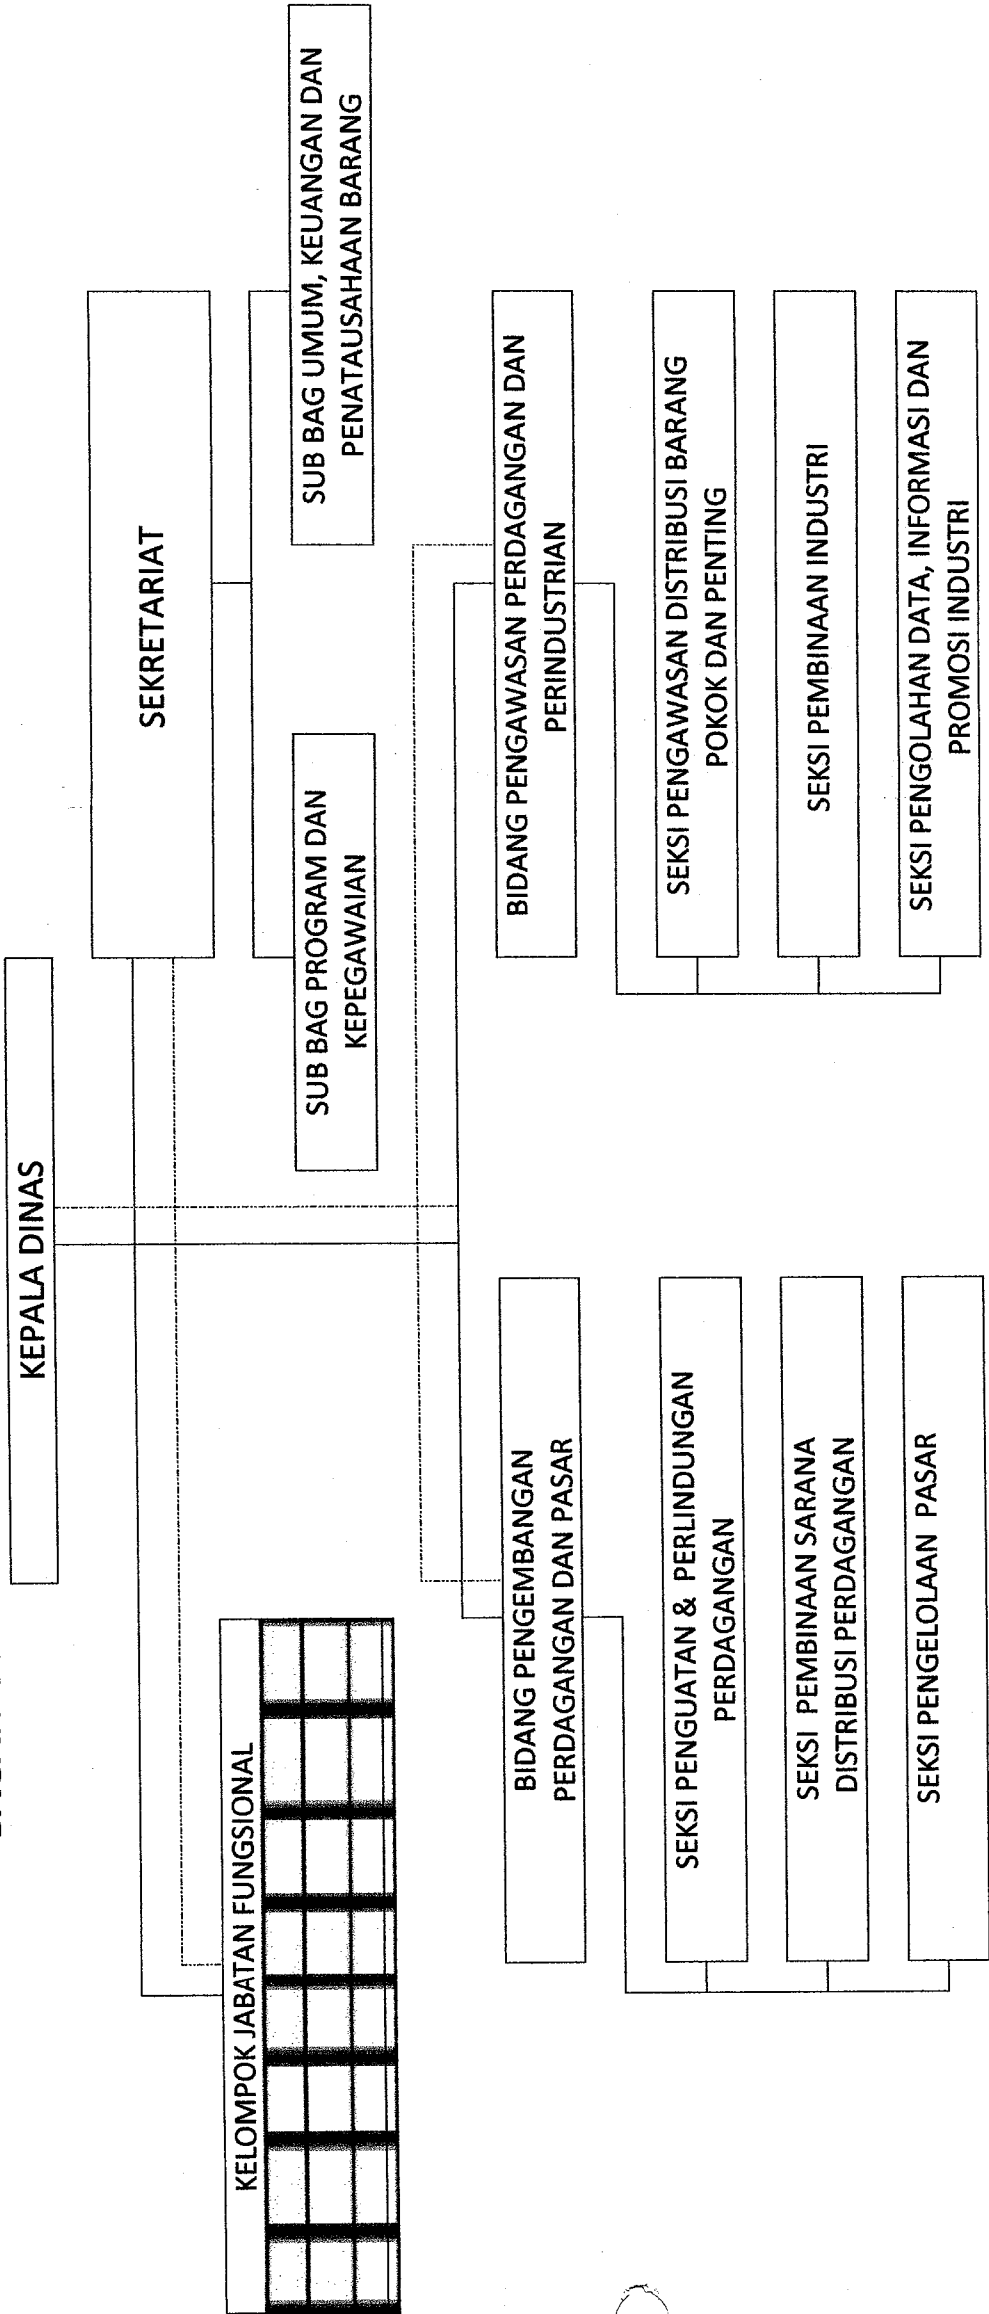 KEPALA DINAS
SEKRETARIAT
KELOMPOK JABATAN FUNGSIONAL
SUB BAG PROGRAM DAN
KEPEGAWAIAN
SUB BAG UMUM, KEUANGAN DAN
PENATAUSAHAAN BARANG
BIDANG PENGEMBANGAN
PERDAGANGAN DAN PASAR
SEKSI PENGUATAN & PERLINDUNGAN
PERDAGANGAN
SEKSI PEMBINAAN SARANA
DISTRIBUSI PERDAGANGAN
SEKSI PENGELOLAAN PASAR
BIDANG PENGAWASAN PERDAGANGAN DAN
PERINDUSTRIAN
SEKSI PENGAWASAN DISTRIBUSI BARANG
POKOK DAN PENTING
SEKSI PEMBINAAN INDUSTRI
SEKSI PENGOLAHAN DATA, INFORMASI DAN
PROMOSI INDUSTRI